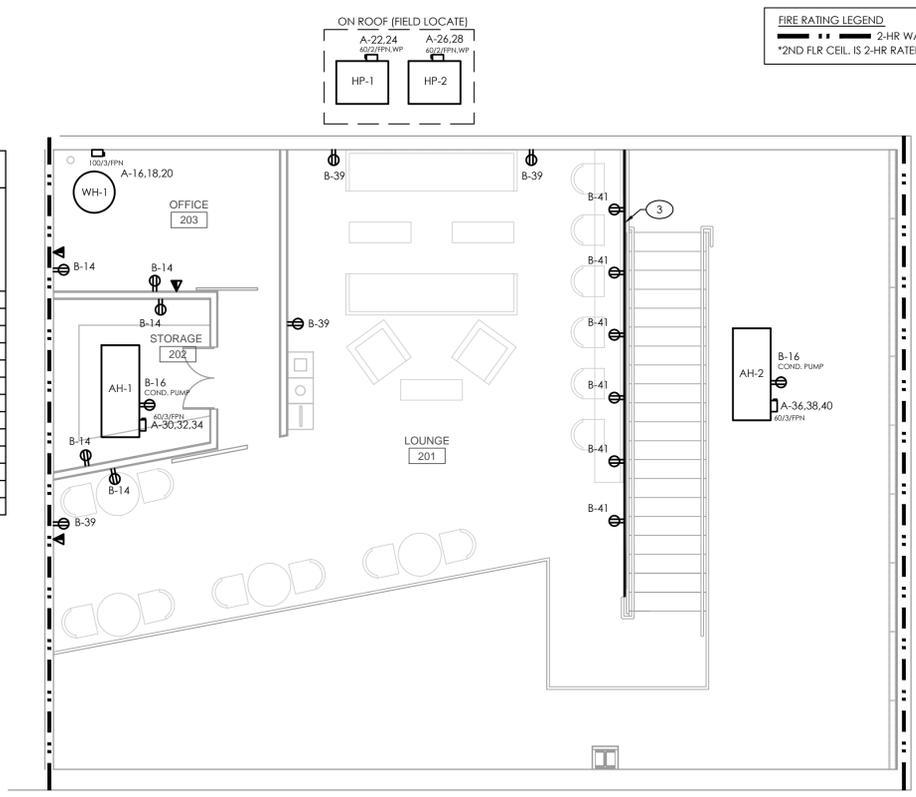 ON ROOF (FIELD LOCATE)
A-22,24
60/2/FPN,WP
A-26,28
60/2/FPN,WP
HP-1
HP-2
FIRE RATING LEGEND
2-HR WA
*2ND FLR CEIL. IS 2-HR RATE
100/3/FPN
A-16,18,20
WH-1
OFFICE
203
B-39
B-39
B-41
3
B-14
B-14
B-41
B-14
B-39
B-41
STORAGE
202
AH-1
B-16
COND. PUMP
60/3/FPN
A-30,32,34
AH-2
B-16
COND. PUMP
A-36,38,40
60/3/FPN
B-41
LOUNGE
201
B-14
B-14
B-41
B-39
B-41